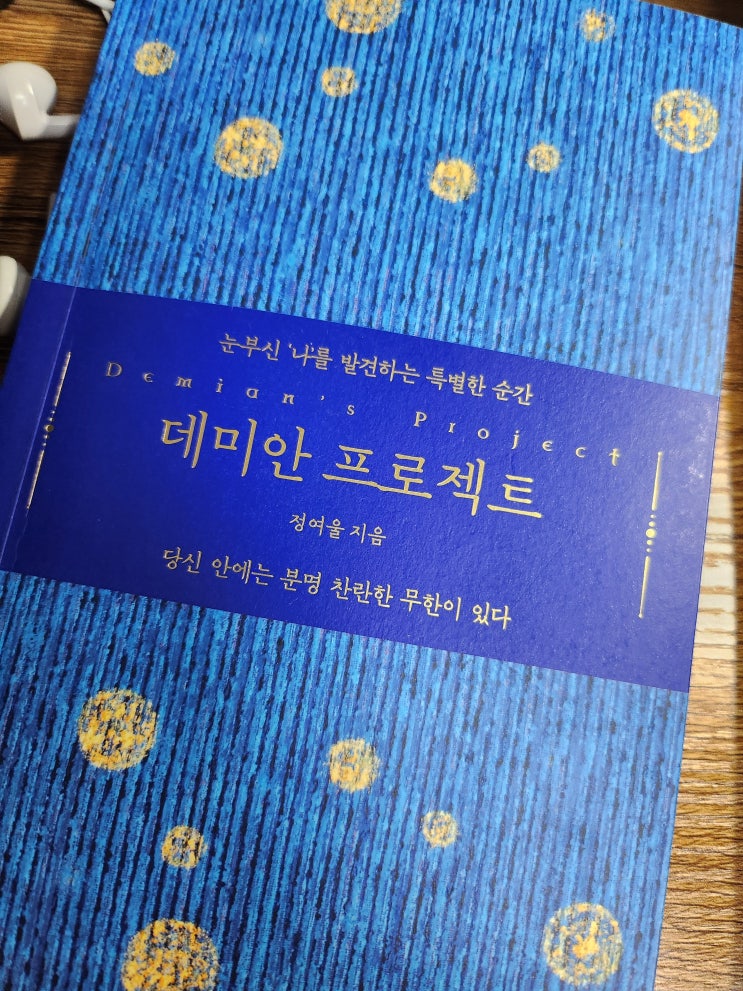 눈부신 '나'를 발견하는 특별한 순간
Demian's Project
데미안 프로젝트
정여울 지음
당신 안에는 분명 찬란한 무한이 있다